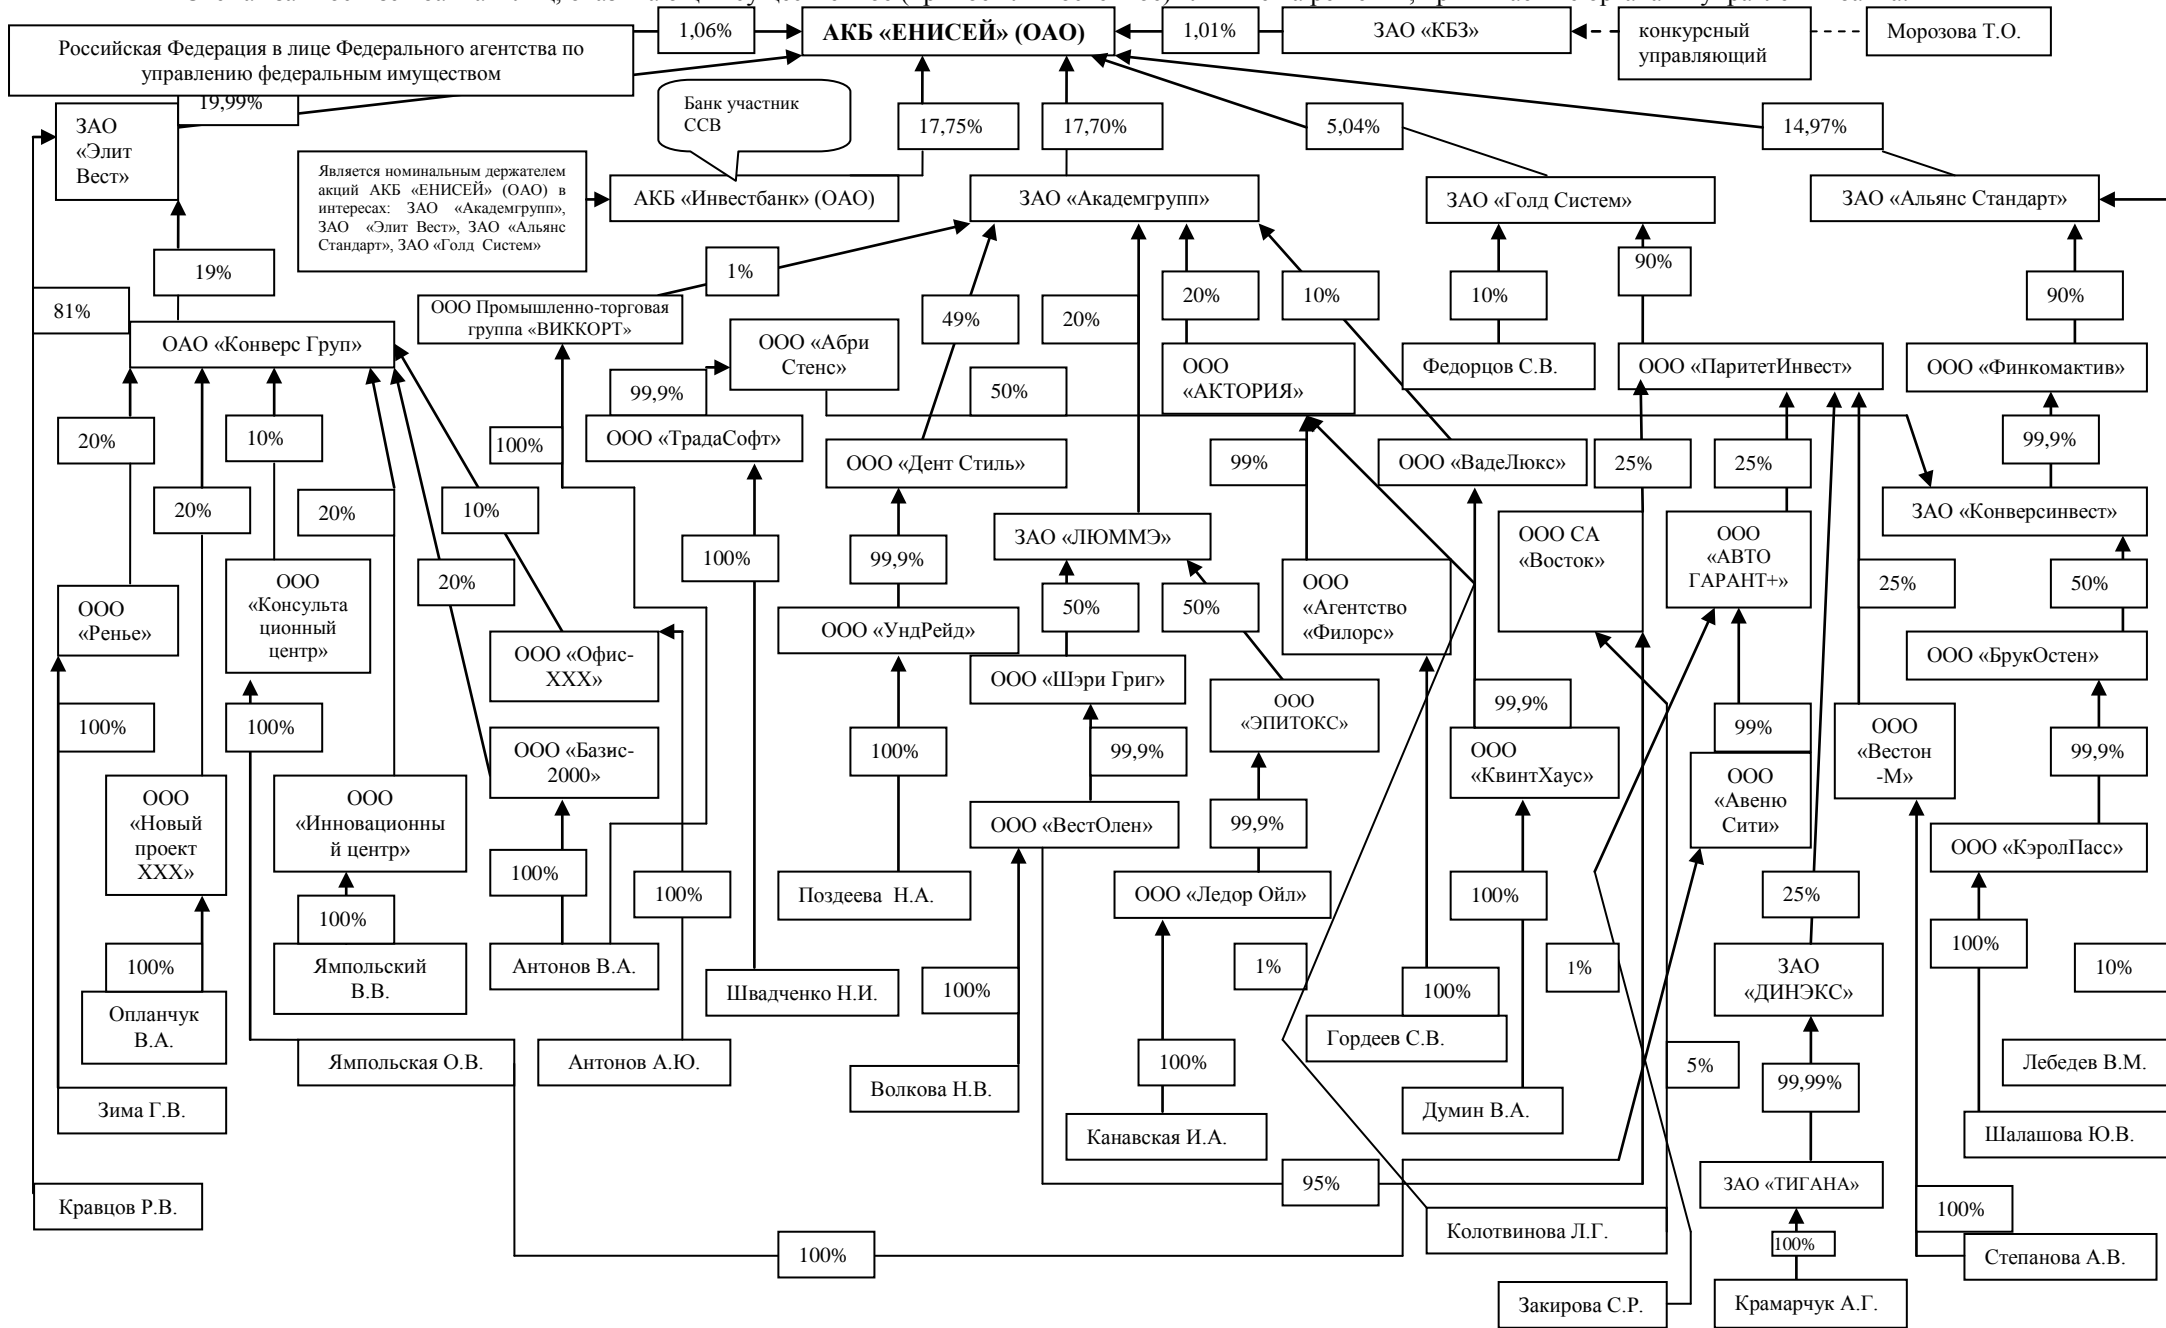 1,06%
АКБ «ЕНИСЕЙ» (ОАО)
1,01%
ЗАО «КБЗ»
конкурсный
управляющий
Морозова Т.О.
Российская Федерация в лице Федерального агентства по
управлению федеральным имуществом
19,99%
ЗАО
«Элит
Вест»
Банк участник
ССВ
17,75%
17,70%
5,04%
14,97%
Является номинальным держателем
акций АКБ «ЕНИСЕЙ» (ОАО) в
интересах: ЗАО «Академгрупп»,
ЗАО «Элит Вест», ЗАО «Альянс
Стандарт», ЗАО «Голд Систем»
АКБ «Инвестбанк» (ОАО)
ЗАО «Академгрупп»
ЗАО «Голд Систем»
ЗАО «Альянс Стандарт»
19%
1%
90%
81%
ООО Промышленно-торговая
группа «ВИККОРТ»
49%
20%
20%
10%
10%
90%
ОАО «Конверс Груп»
ООО «Абри
Стенс»
ООО
«АКТОРИЯ»
Федорцов С.В.
ООО «ПаритетИнвест»
ООО «Финкомактив»
99,9%
50%
20%
10%
100%
ООО «ТрадаСофт»
ООО «Дент Стиль»
99%
ООО «ВадеЛюкс»
25%
25%
99,9%
20%
20%
10%
ЗАО «Конверсинвест»
100%
99,9%
ЗАО «ЛЮММЭ»
ООО СА
«Восток»
ООО
«АВТО
ГАРАНТ+»
ООО
«Ренье»
ООО
«Консульта
ционный
центр»
20%
50%
50%
ООО
«Агентство
«Филорс»
25%
50%
ООО «Офис-
ХХХ»
ООО «УндРейд»
ООО «Шэри Григ»
ООО
«ЭПИТОКС»
ООО «БрукОстен»
100%
100%
ООО «Базис-
2000»
100%
99,9%
99,9%
ООО
«КвинтХаус»
99%
ООО
«Вестон
-М»
99,9%
ООО
«Новый
проект
ХХХ»
ООО
«Инновационны
й центр»
ООО «ВестОлен»
99,9%
ООО
«Авеню
Сити»
ООО «КэролПасс»
100%
100%
100%
Поздеева Н.А.
ООО «Ледор Ойл»
100%
25%
100%
100%
Ямпольский
В.В.
Антонов В.А.
Швадченко Н.И.
100%
1%
100%
1%
ЗАО
«ДИНЭКС»
10%
Опланчук
В.А.
Ямпольская О.В.
Антонов А.Ю.
Волкова Н.В.
100%
Гордеев С.В.
5%
99,99%
Лебедев В.М.
Зима Г.В.
Канавская И.А.
Думин В.А.
Шалашова Ю.В.
Кравцов Р.В.
95%
ЗАО «ТИГАНА»
100%
100%
Колотвинова Л.Г.
100%
Степанова А.В.
Закирова С.Р.
Крамарчук А.Г.